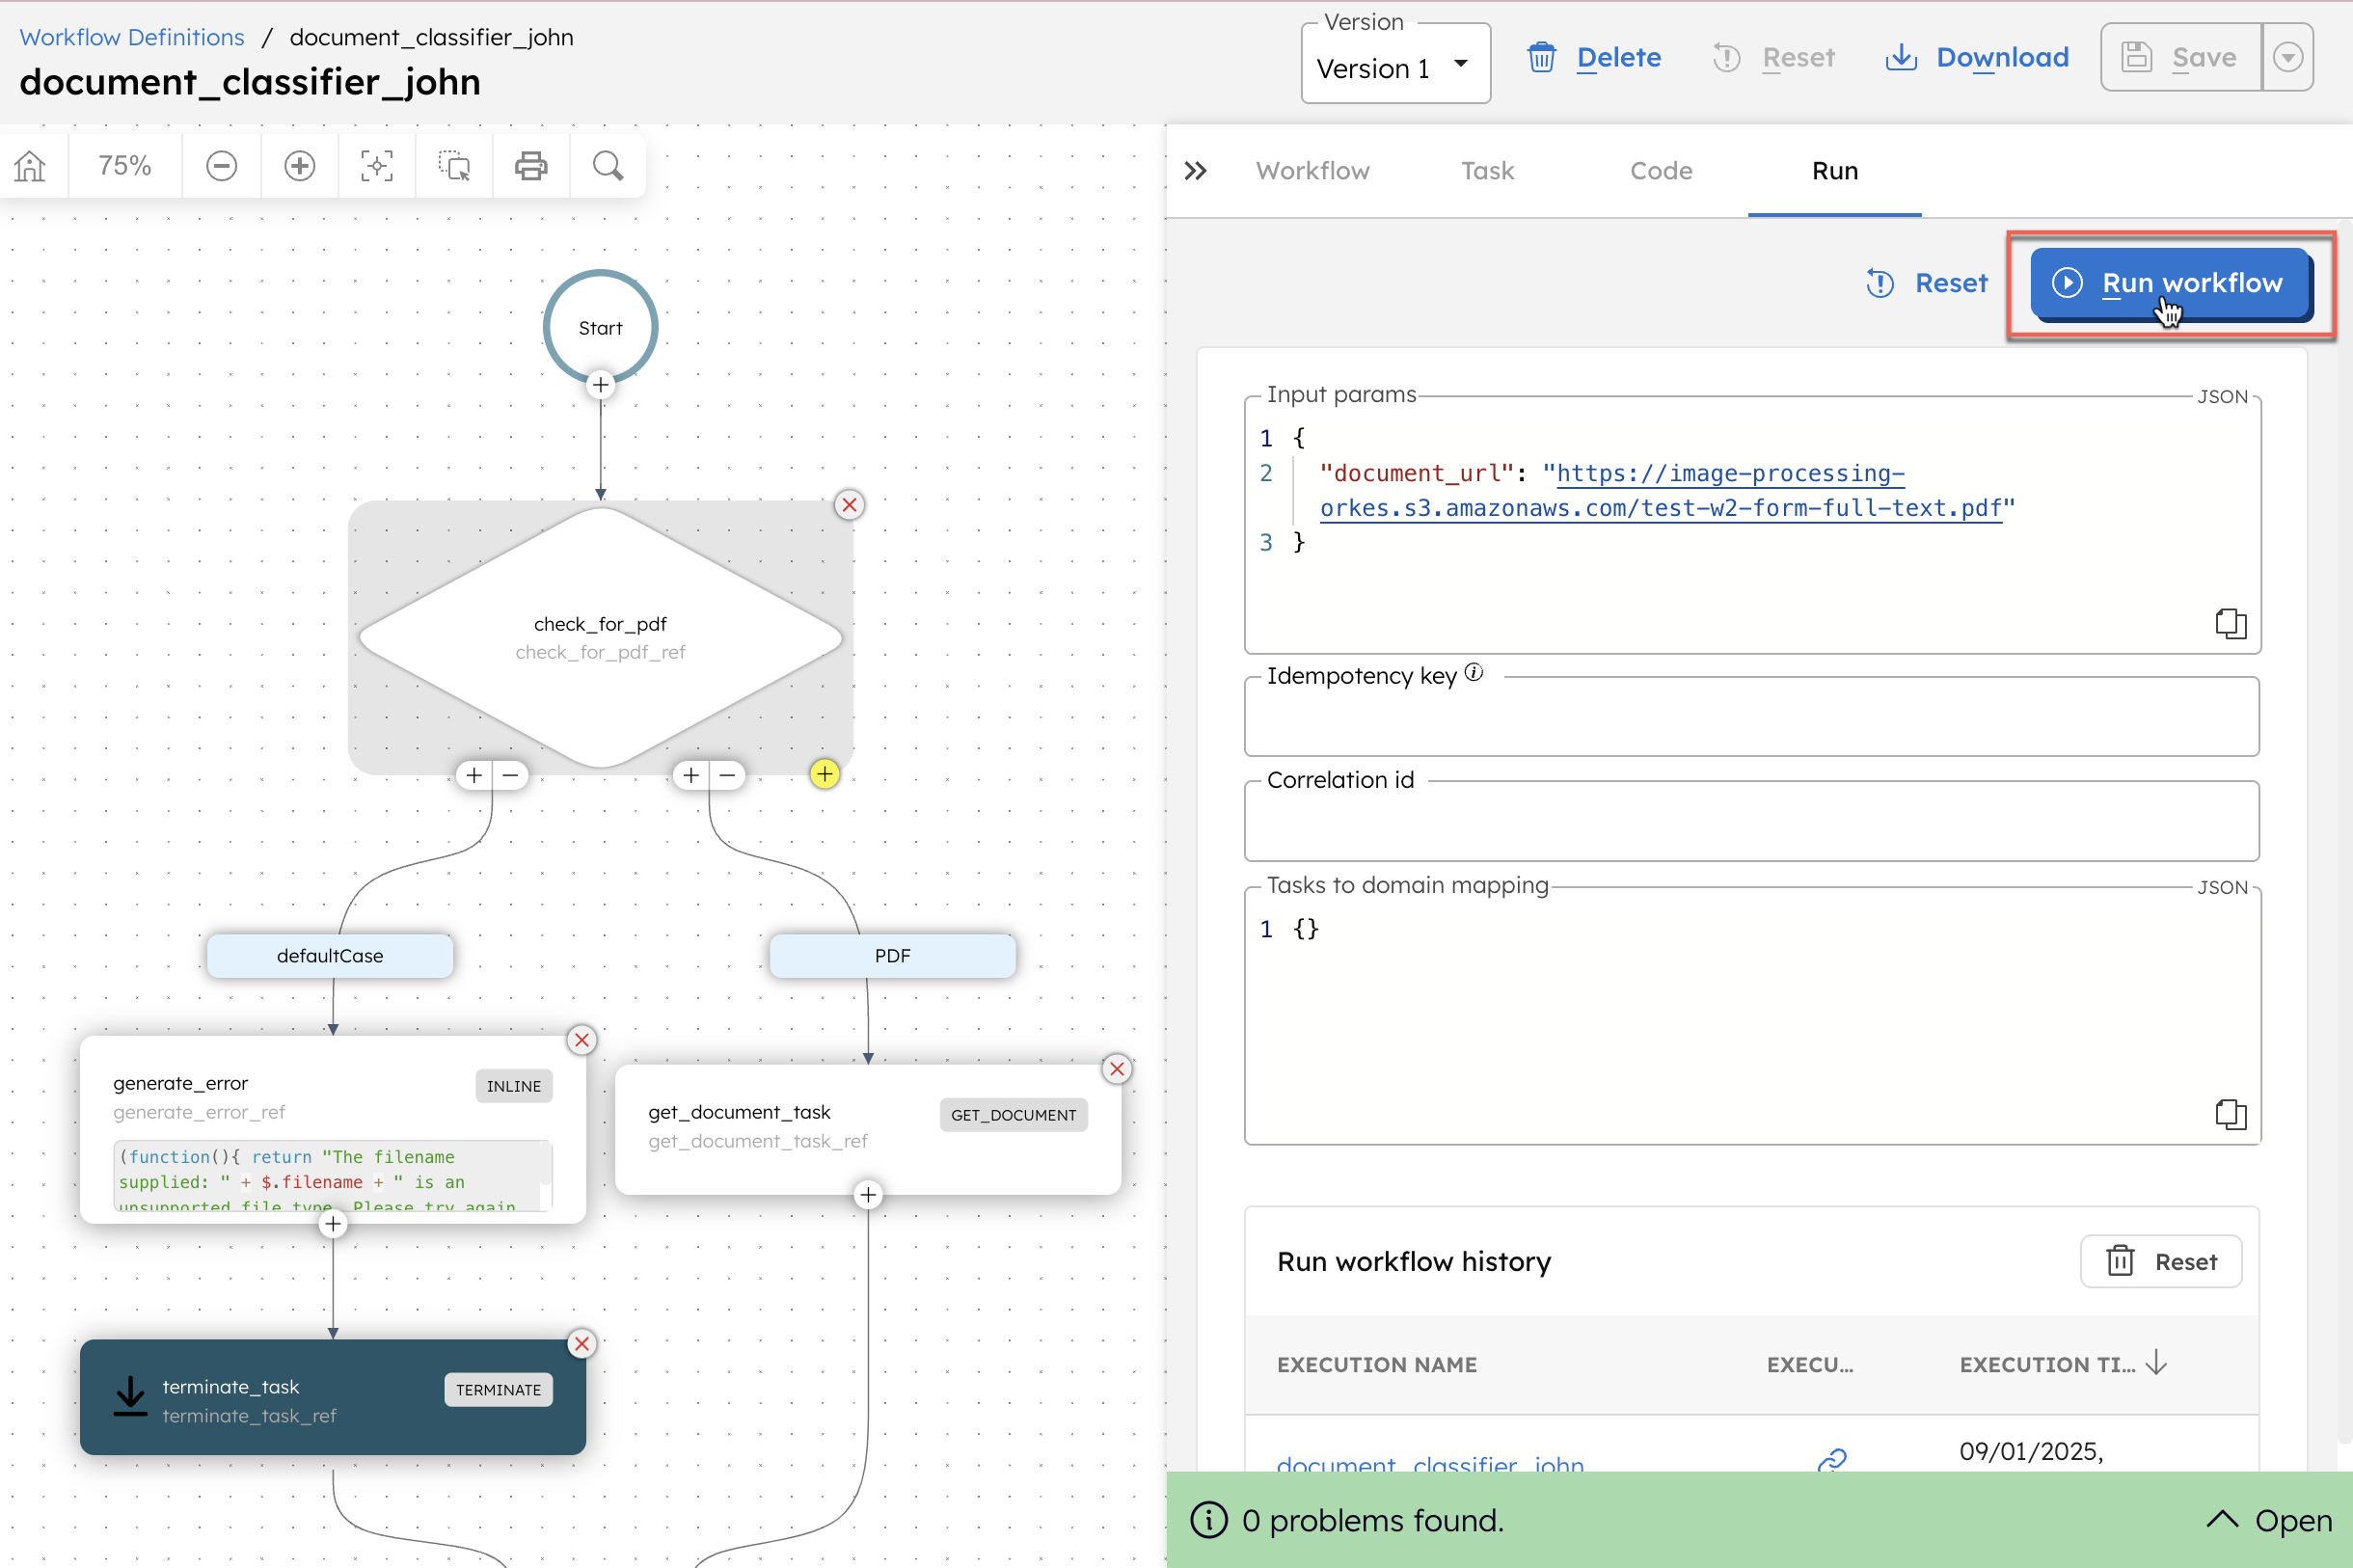 Workflow Definitions / document_classifier_john
document_classifier_john
Version
Version 1
Delete
Reset
Download
Save
75%
Workflow
Task
Code
Run
Reset
Run workflow
Start
check_for_pdf
check_for_pdf_ref
defaultCase
PDF
generate_error
INLINE
generate_error_ref
(function(){ return "The filename
supplied: " + $.filename + " is an
unsupported file type. Please try again
get_document_task
GET_DOCUMENT
get_document_task_ref
terminate_task
TERMINATE
terminate_task_ref
Input params
JSON
1 {
2 "document_url": "https://image-processing-
orkes.s3.amazonaws.com/test-w2-form-full-text.pdf"
3 }
Idempotency key
Correlation id
Tasks to domain mapping
JSON
1 {}
Run workflow history
Reset
EXECUTION NAME
EXECU...
EXECUTION TI...
document_classifier_john
09/01/2025,
0 problems found.
Open